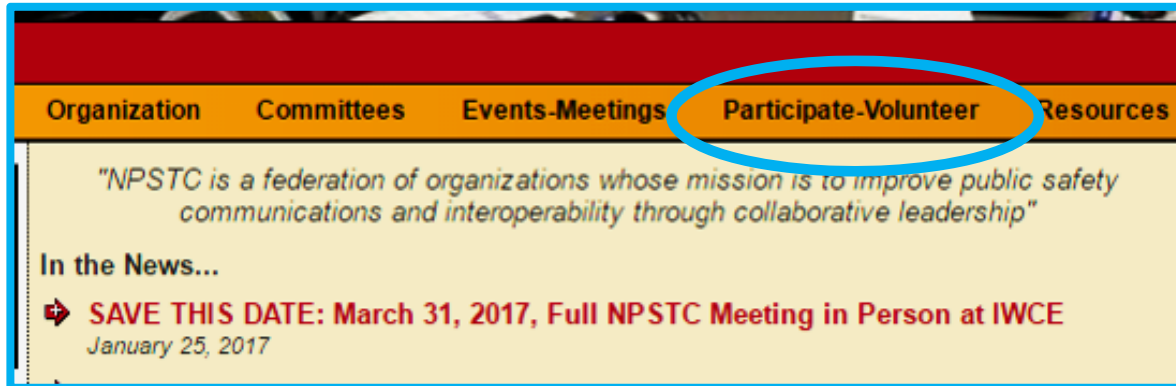 Organization Committees Events-Meetings Participate-Volunteer Resources
"NPSTC is a federation of organizations whose mission is to improve public safety
communications and interoperability through collaborative leadership"
In the News...
SAVE THIS DATE: March 31, 2017, Full NPSTC Meeting in Person at IWCE
January 25, 2017